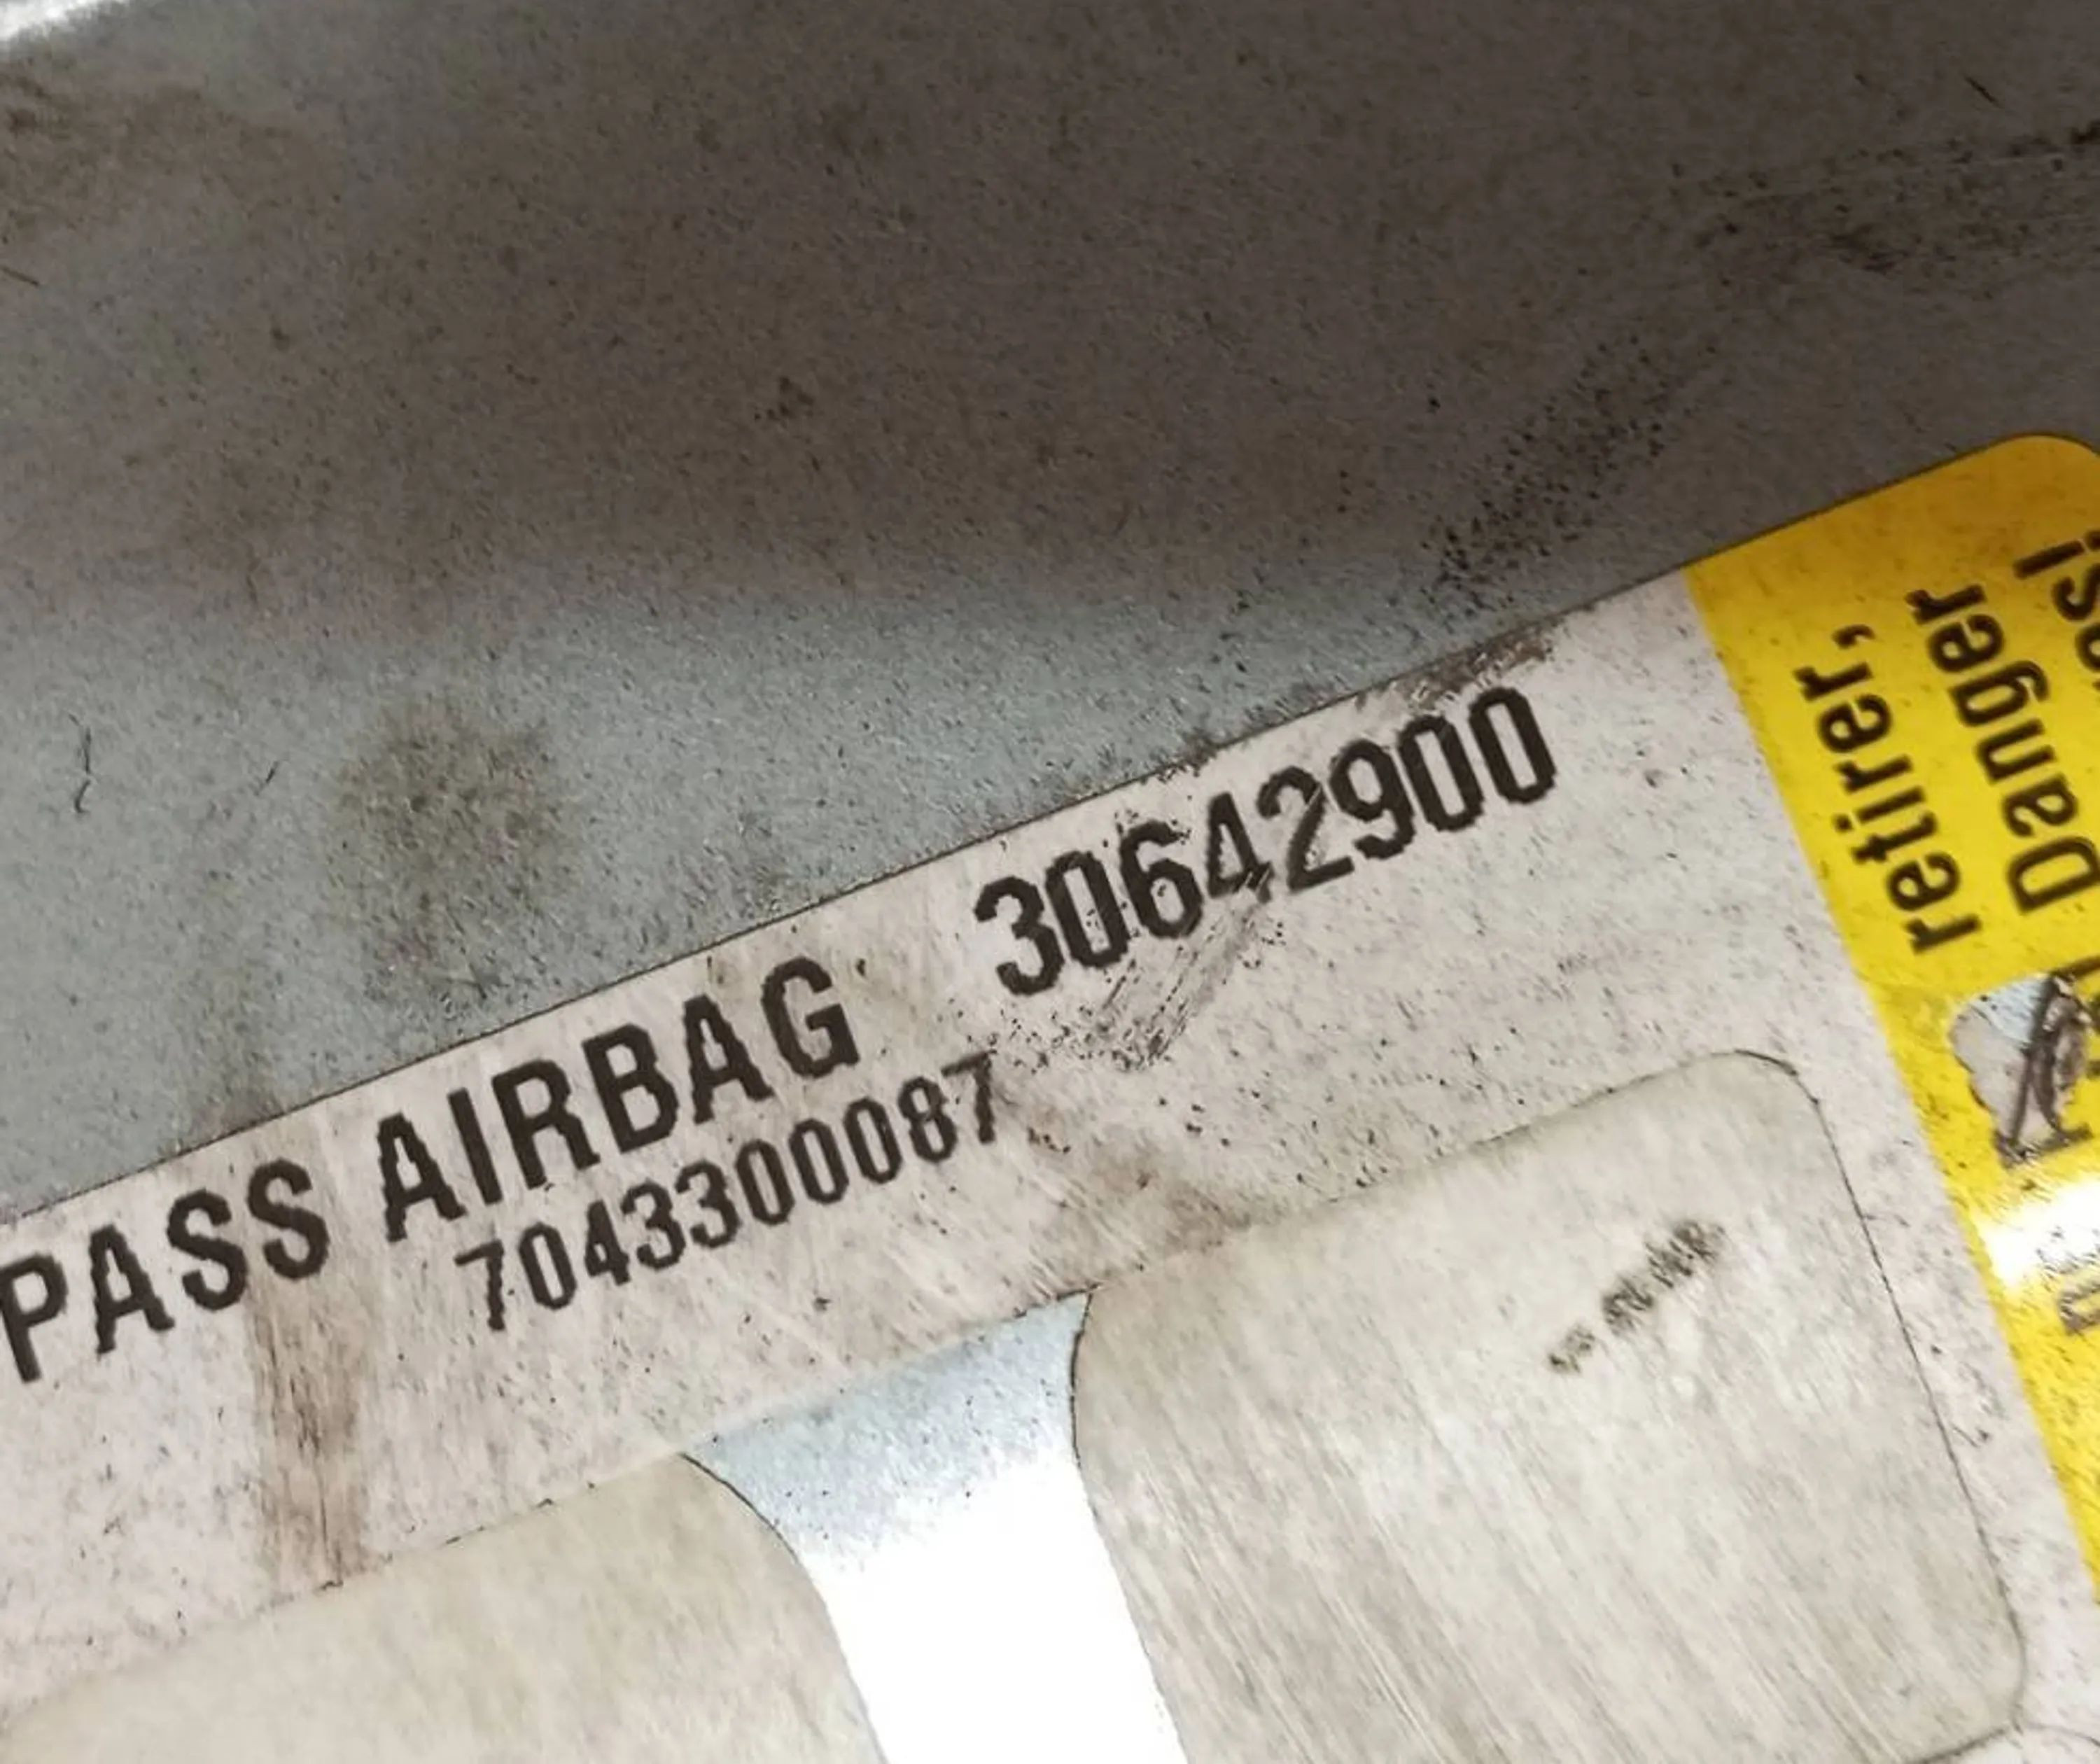 PASS AIRBAG 30642900
7043300087
retirer,
Danger